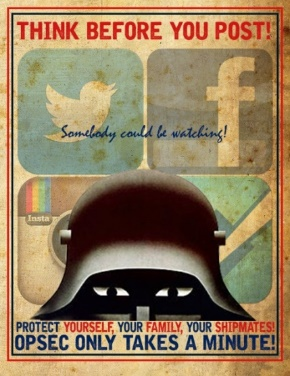 THINK BEFORE YOU POST!
Somebody could be watching!
Insta
PROTECT YOURSELF, YOUR FAMILY, YOUR SHIPMATES!
OPSEC ONLY TAKES A MINUTE!